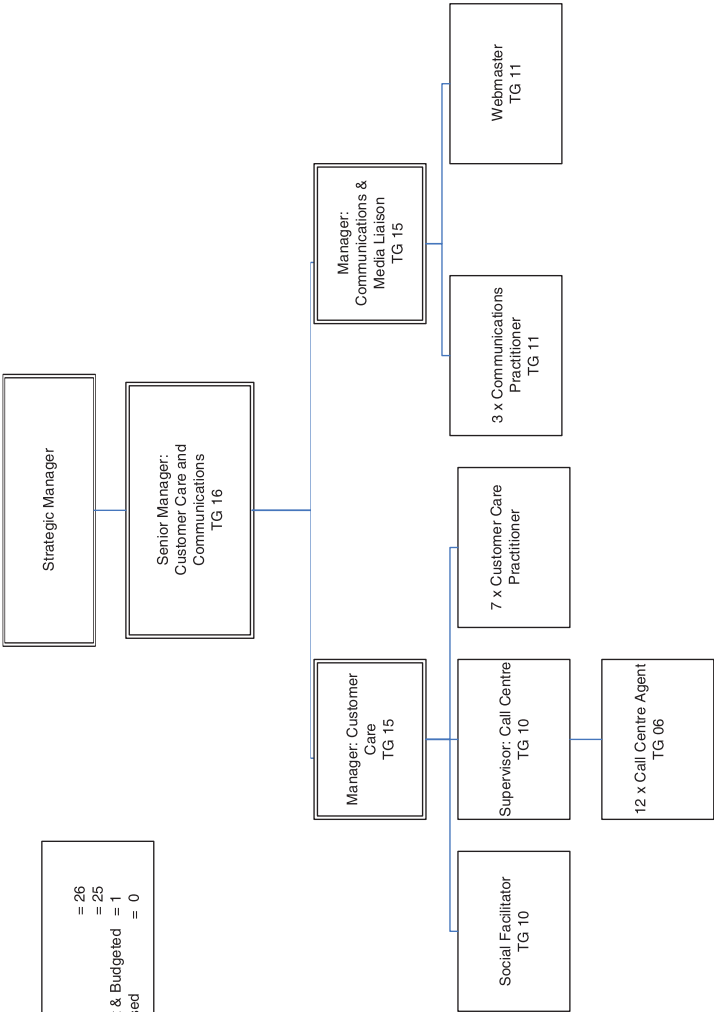 Strategic Manager
Senior Manager:
Customer Care and
Communications
TG 16
= 26
= 25
& Budgeted = 1
= 0
Manager: Customer
Care
TG 15
Manager:
Communications &
Media Liaison
TG 15
Social Facilitator
TG 10
Supervisor: Call Centre
TG 10
7 x Customer Care
Practitioner
3 x Communications
Practitioner
TG 11
Webmaster
TG 11
12 x Call Centre Agent
TG 06